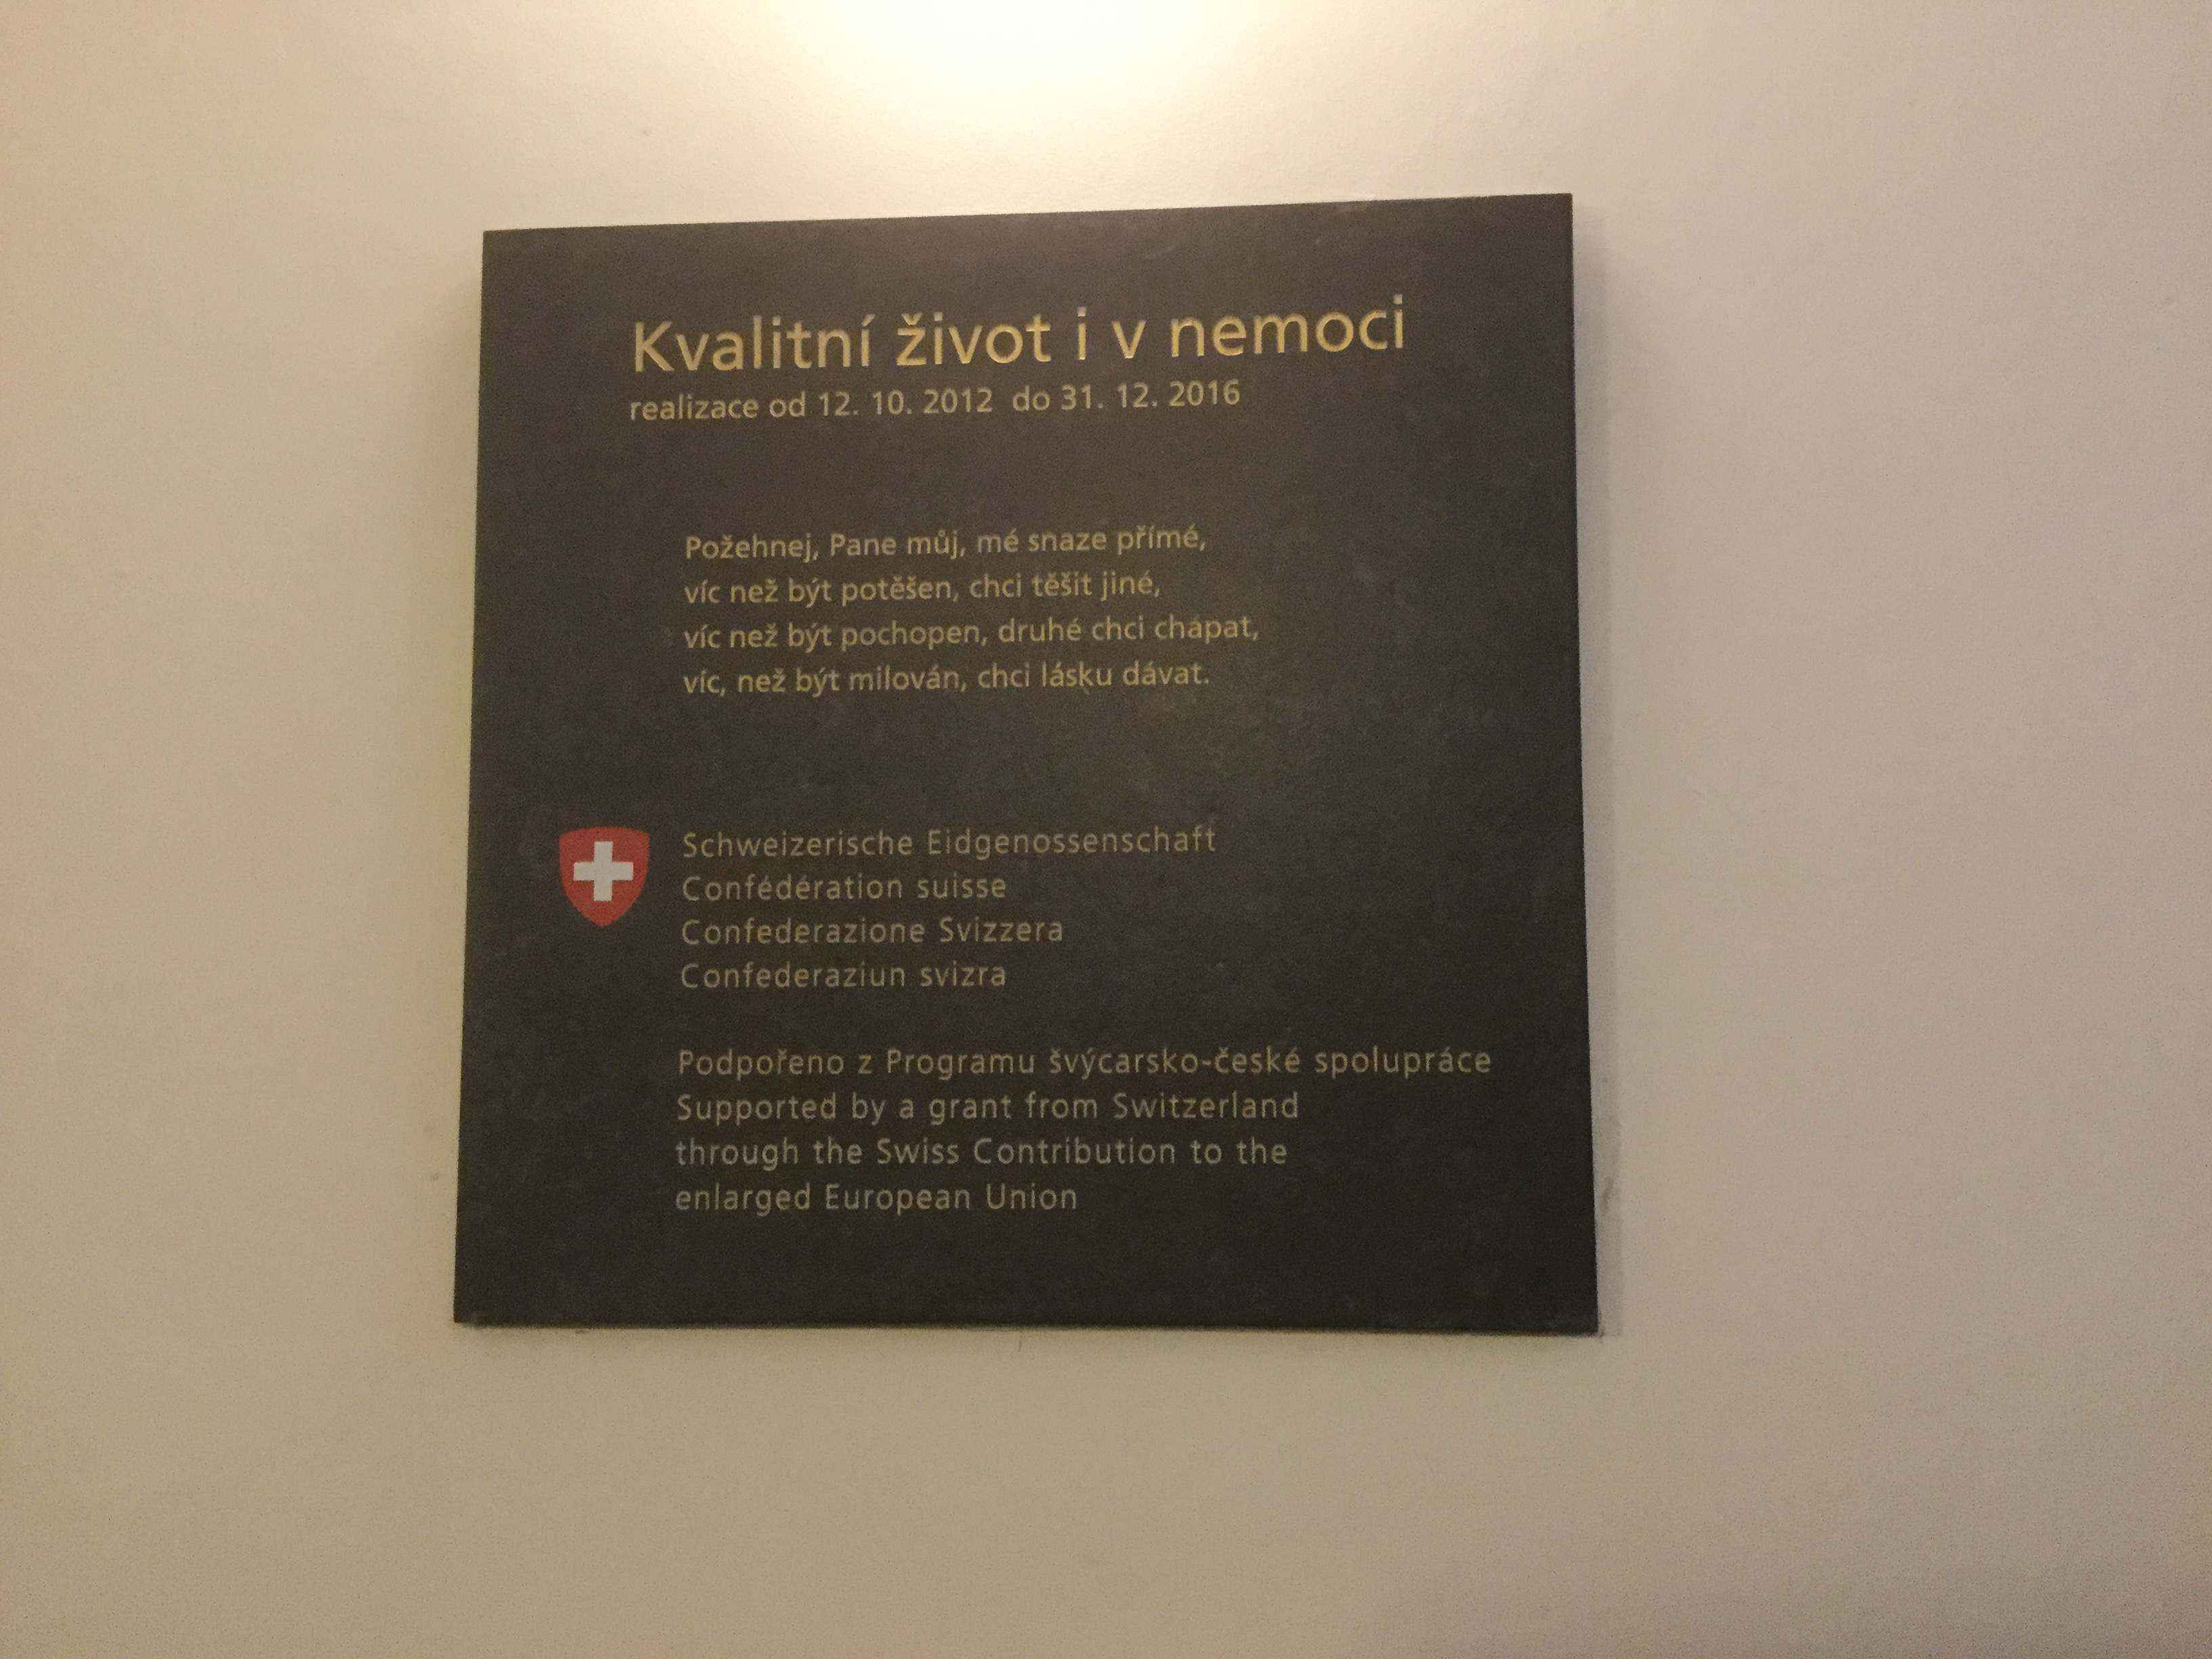 Kvalitní život i v nemoci
realizace od 12. 10. 2012 do 31. 12. 2016
Požehnej, Pane můj, mé snaze přímé,
víc než být potěšen, chci těšit jiné,
víc než být pochopen, druhé chci chápat,
víc, než být milován, chci lásku dávat.
Schweizerische Eidgenossenschaft
Confédération suisse
Confederazione Svizzera
Confederaziun svizra
Podpořeno z Programu švýcarsko-české spolupráce
Supported by a grant from Switzerland
through the Swiss Contribution to the
enlarged European Union